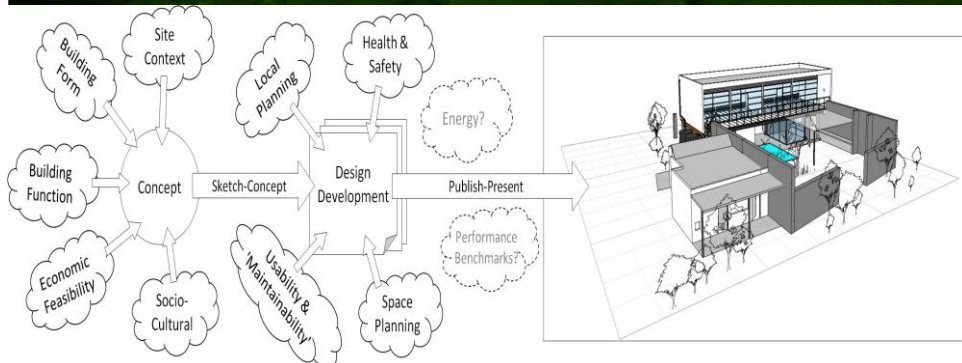 Site
Context
Building
Form
Building
Function
Economic
Feasibility
Socio-
Cultural
Concept
Sketch-Concept
Local
Planning
Health &
Safety
Design
Development
Usability &
'Maintainability'
Space
Planning
Energy?
Publish-Present
Performance
Benchmarks?